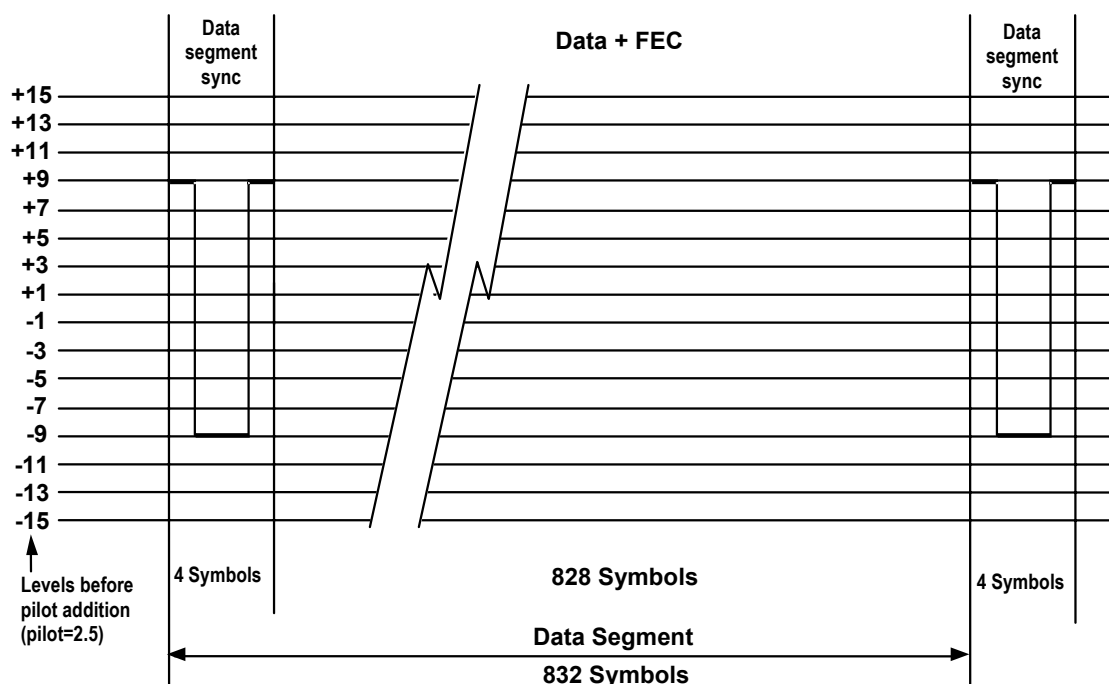 Data
segment
sync
Data + FEC
Data
segment
sync
+15
+13
+11
+9
+7
+5
+3
+1
-1
-3
-5
-7
-9
-11
-13
-15
Levels before
pilot addition
(pilot=2.5)
4 Symbols
828 Symbols
4 Symbols
Data Segment
832 Symbols